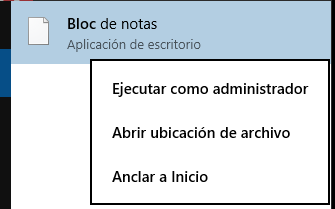 Bloc de notas
Aplicación de escritorio
Ejecutar como administrador
Abrir ubicación de archivo
Anclar a Inicio